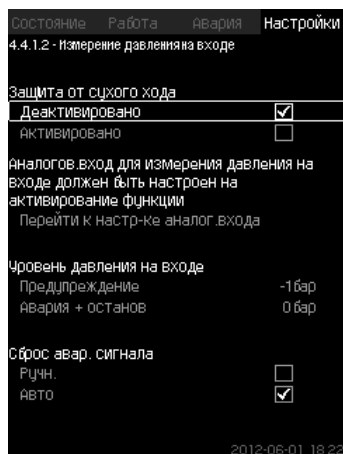 Состояние Работа Авария Настройки
4.4.1.2 - Измерение давления на входе
Защита от сухого хода
Деактивировано
Активировано
Аналогов.вход для измерения давления на
входе должен быть настроен на
активирование функции
Перейти к настр-ке аналог.входа
Уровень давления на входе
Предупреждение -1бар
Авария + останов 0бар
Сброс авар. сигнала
Ручн.
Авто
2012-06-01 18:22